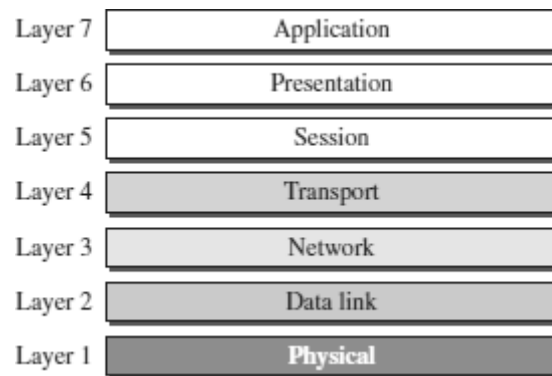 Layer 7 Application
Layer 6 Presentation
Layer 5 Session
Layer 4 Transport
Layer 3 Network
Layer 2 Data link
Layer 1 Physical